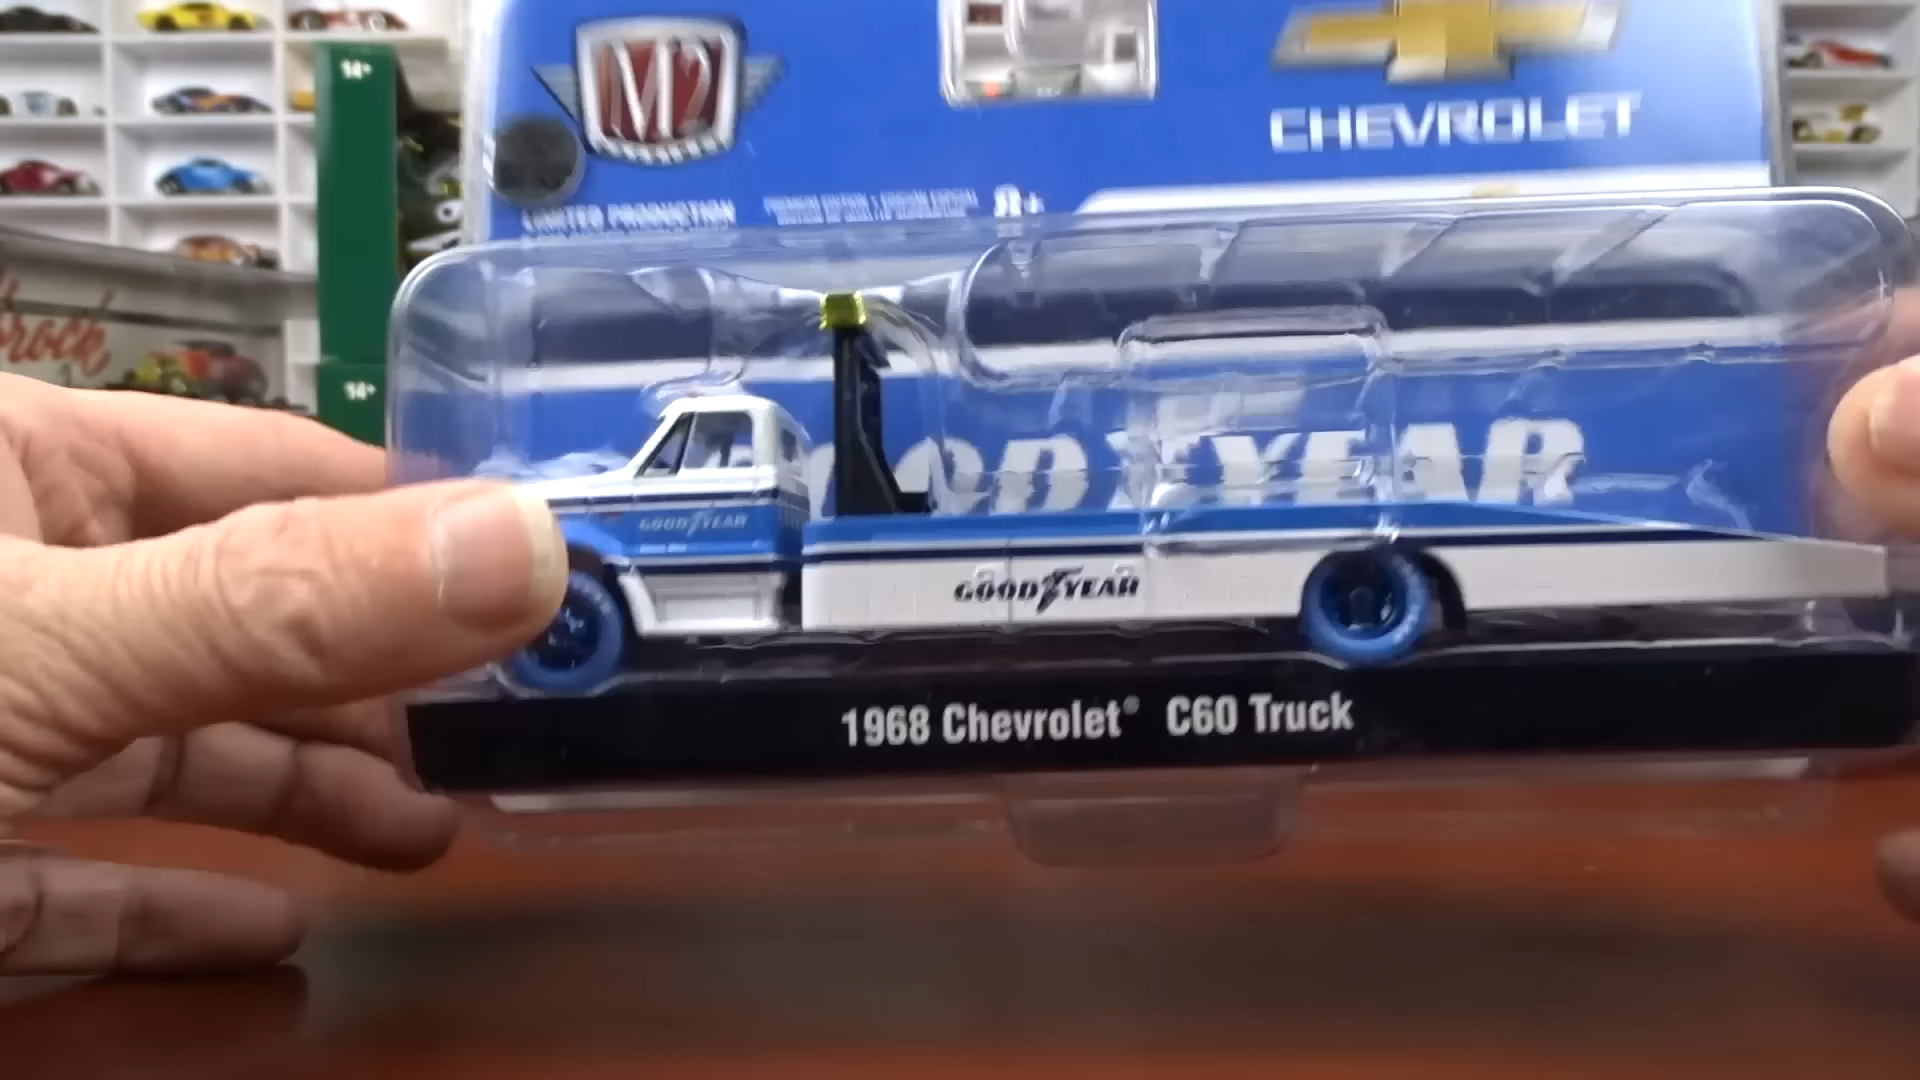 14+
M2
CHEVROLET
LIMITED PRODUCTION
8+
14+
GOODYEAR
GOODYEAR
GOODYEAR
1968 Chevrolet® C60 Truck